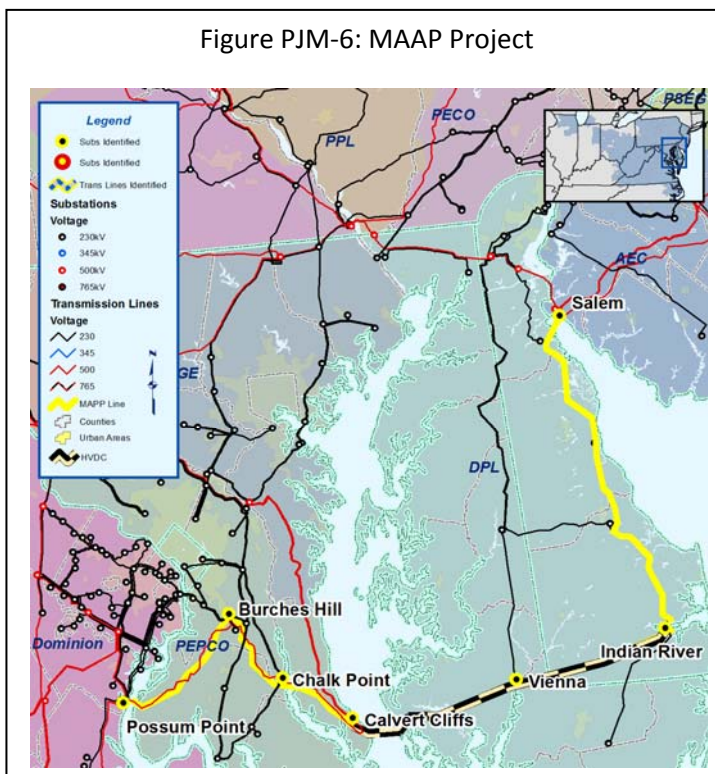 Figure PJM-6: MAAP Project
Legend
Subs Identified
Subs Identified
Trans Lines Identified
Substations
Voltage
230kV
345kV
500kV
765kV
Transmission Lines
Voltage
230
345
500
765
MAPP Line
Counties
Urban Areas
HVDC
N
PPL
PECO
PSEG
AEC
Salem
GE
DPL
Burches Hill
Dominion
PEPCO
Chalk Point
Indian River
Vienna
Possum Point
Calvert Cliffs